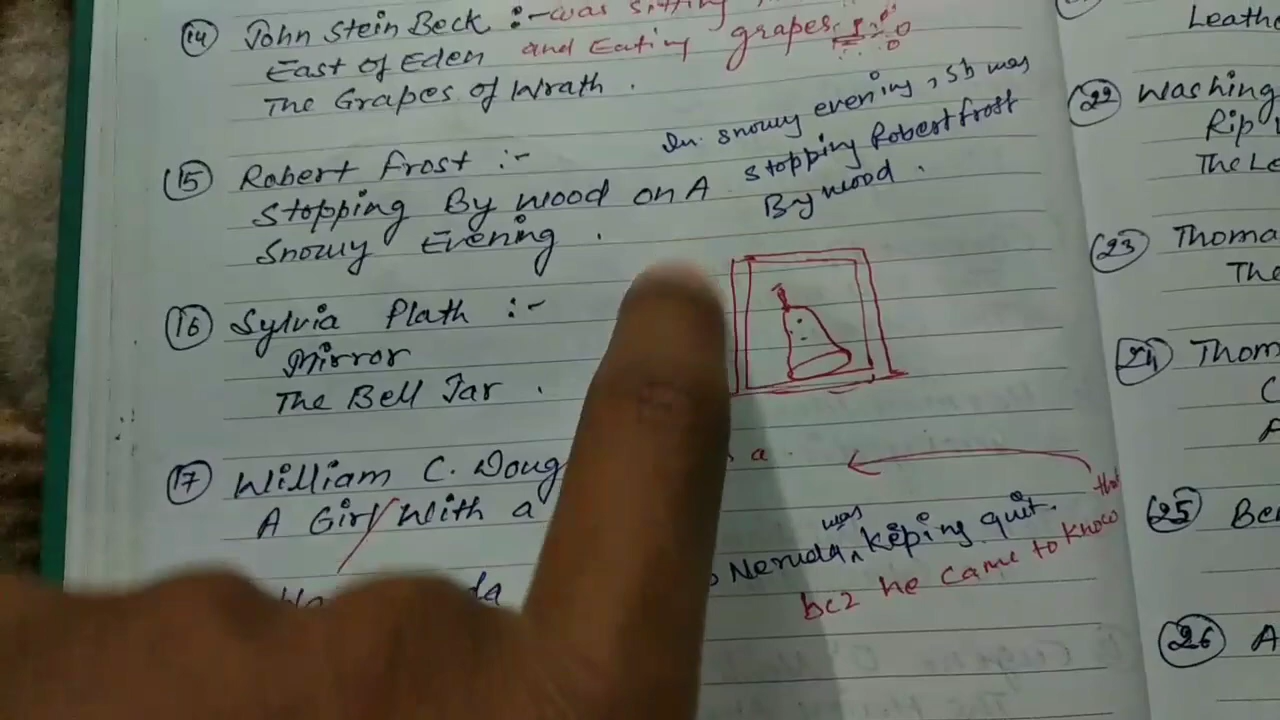 (14) John Stein Beck :- was sitting
East of Eden and Eating grapes.
The Grapes of Wrath .
(15) Robert Frost :-
Stopping By wood on A
Snowy Evening .
In snowy evening, sb was
stopping Robert frost
By wood .
(16) Sylvia Plath :-
Mirror
The Bell Jar .
(17) William C. Doug
A Girl with a
a .
Neruda was keping quit.
bcz he came to know
that
Leath
(22) Washing
Rip
The Le
(23) Thoma
The
(24) Thom
C
A
(25) Be
(26) A